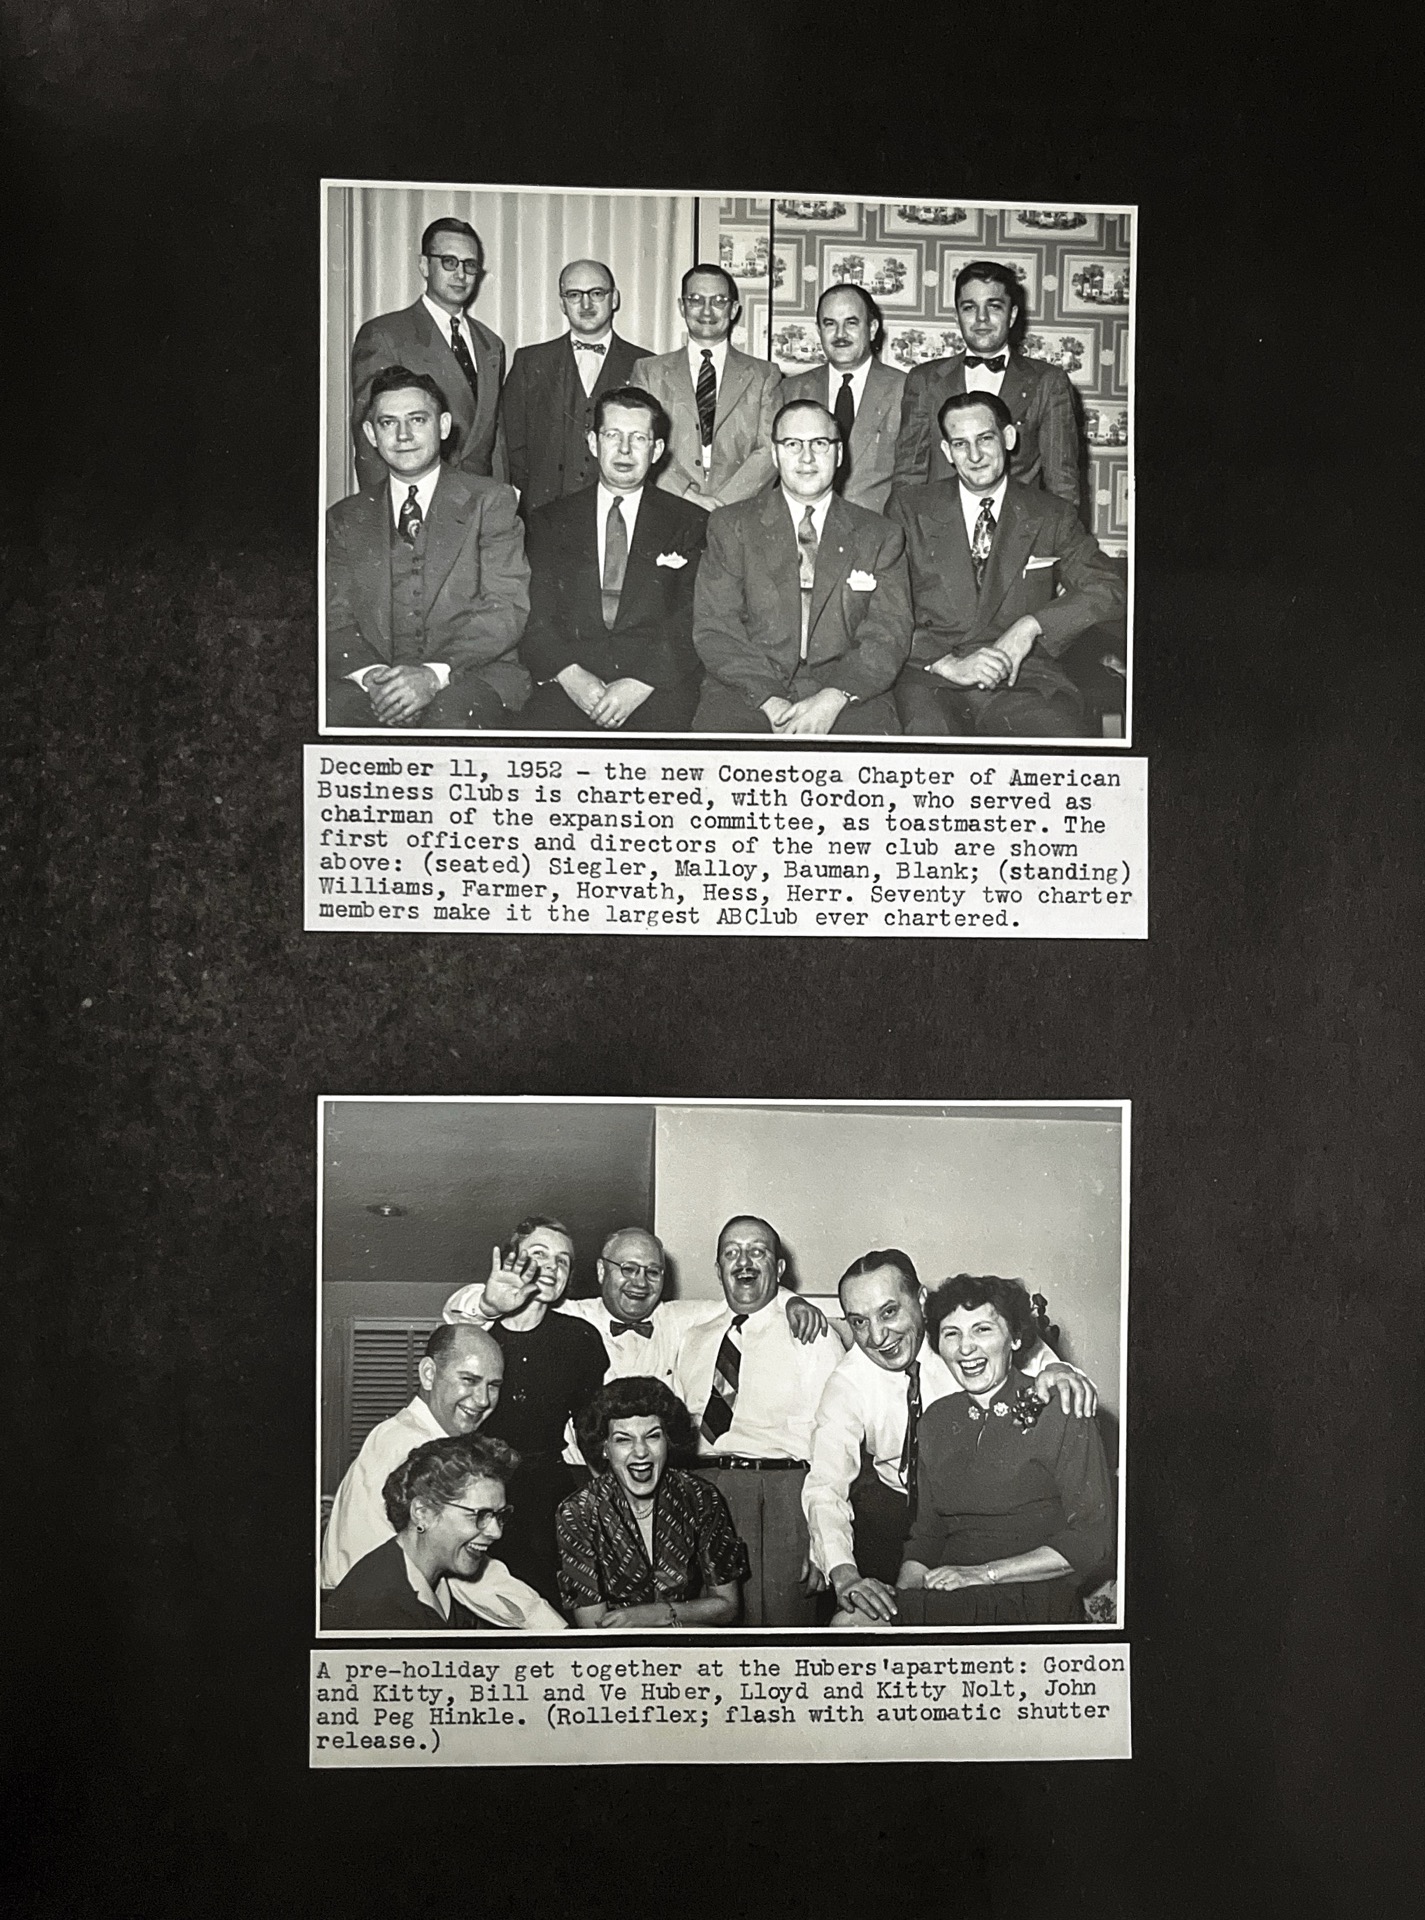 December 11, 1952 - the new Conestoga Chapter of American
Business Clubs is chartered, with Gordon, who served as
chairman of the expansion committee, as toastmaster. The
first officers and directors of the new club are shown
above: (seated) Siegler, Malloy, Bauman, Blank; (standing)
Williams, Farmer, Horvath, Hess, Herr. Seventy two charter
members make it the largest ABClub ever chartered.
A pre-holiday get together at the Hubers'apartment: Gordon
and Kitty, Bill and Ve Huber, Lloyd and Kitty Nolt, John
and Peg Hinkle. (Rolleiflex; flash with automatic shutter
release.)